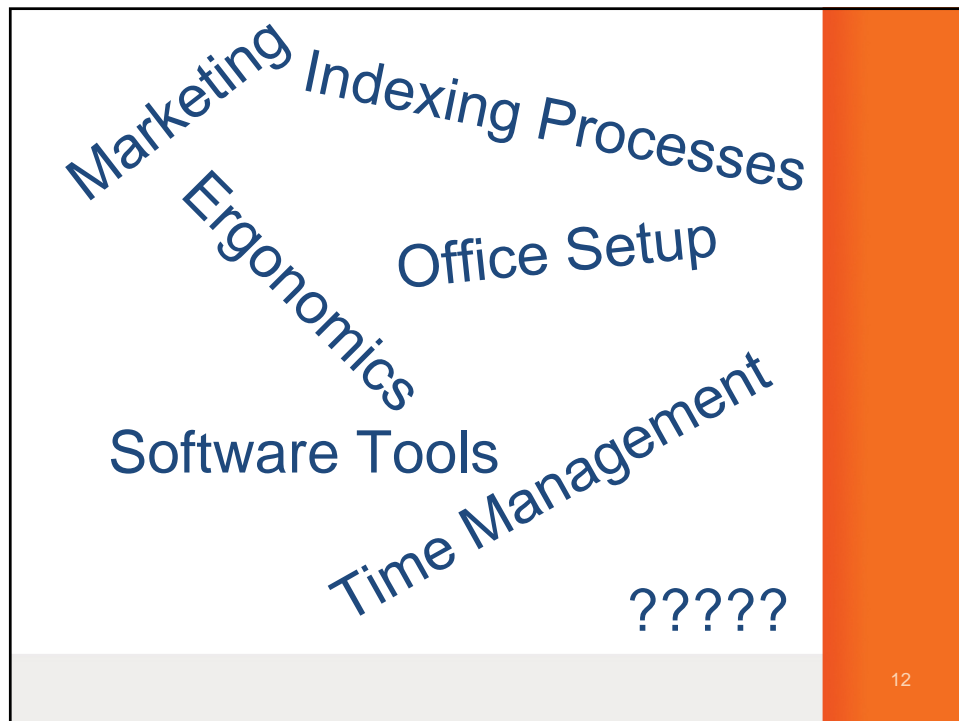 Marketing
Indexing Processes
Ergonomics
Office Setup
Software Tools
Time Management
?????
12